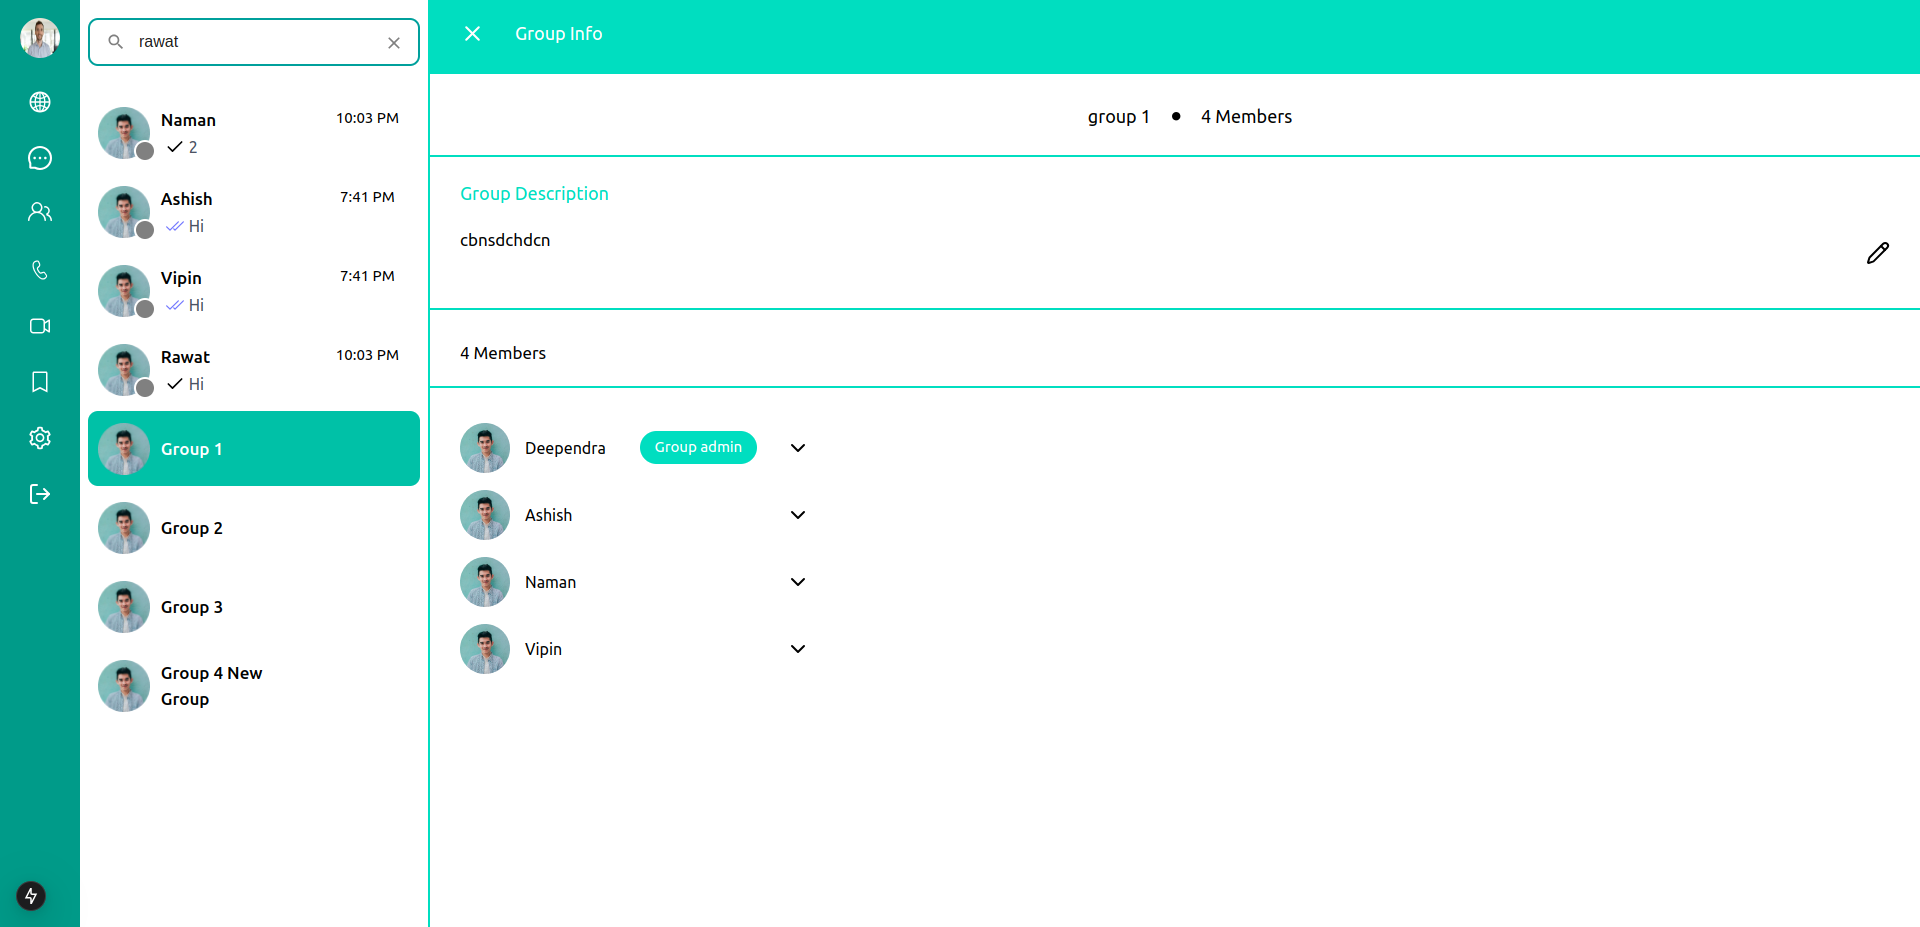 rawat
Naman
10:03 PM
2
Ashish
7:41 PM
Hi
Vipin
7:41 PM
Hi
Rawat
10:03 PM
Hi
Group 1
Group 2
Group 3
Group 4 New
Group
Group Info
group 1 ● 4 Members
Group Description
cbnsdchdcn
4 Members
Deependra
Group admin
Ashish
Naman
Vipin